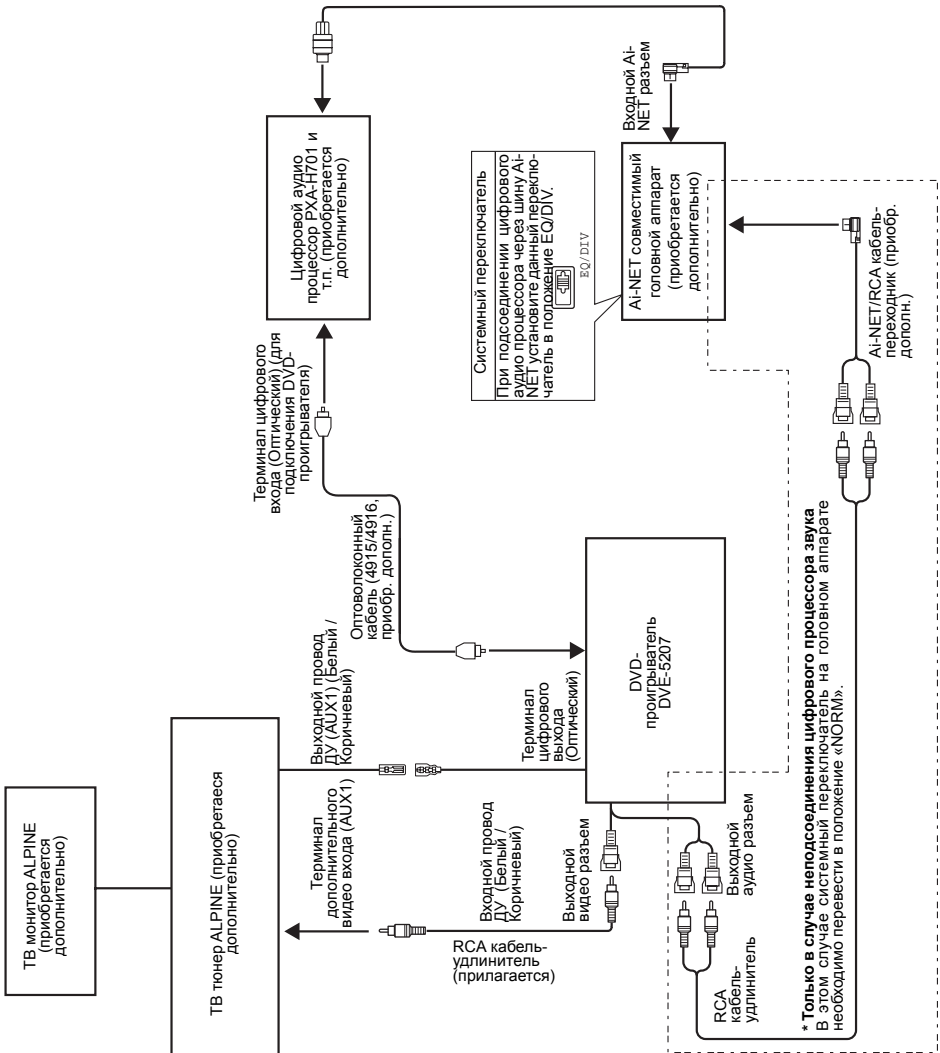 ТВ монитор ALPINE
(приобретается
дополнительно)
ТВ тюнер ALPINE (приобретаеся
дополнительно)
Терминал
дополнительного
видео входа (AUX1)
Выходной провод
ДУ (AUX1) (Белый /
Коричневый)
Входной провод
ДУ (Белый /
Коричневый)
RCA кабель-
удлинитель
(прилагается)
Выходной
видео разъем
Терминал
цифрового
выхода
(Оптический)
DVD-
проигрыватель
DVE-5207
Выходной
аудио разъем
RCA
кабель-
удлинитель
Оптоволоконный
кабель (4915/4916,
приобр. дополн.)
Терминал цифрового
входа (Оптический) (для
подключения DVD-
проигрывателя)
Цифровой аудио
процессор PXA-H701 и
т.п. (приобретается
дополнительно)
Системный переключатель
При подсоединении цифрового
аудио процессора через шину Ai-
NET установите данный переклю-
чатель в положение EQ/DIV.
EQ/DIV
Входной Ai-
NET разъем
Ai-NET совместимый
головной аппарат
(приобретается
дополнительно)
Ai-NET/RCA кабель-
переходник (приобр.
дополн.)
* Только в случае неподсоединения цифрового процессора звука
В этом случае системный переключатель на головном аппарате
необходимо перевести в положение «NORM».